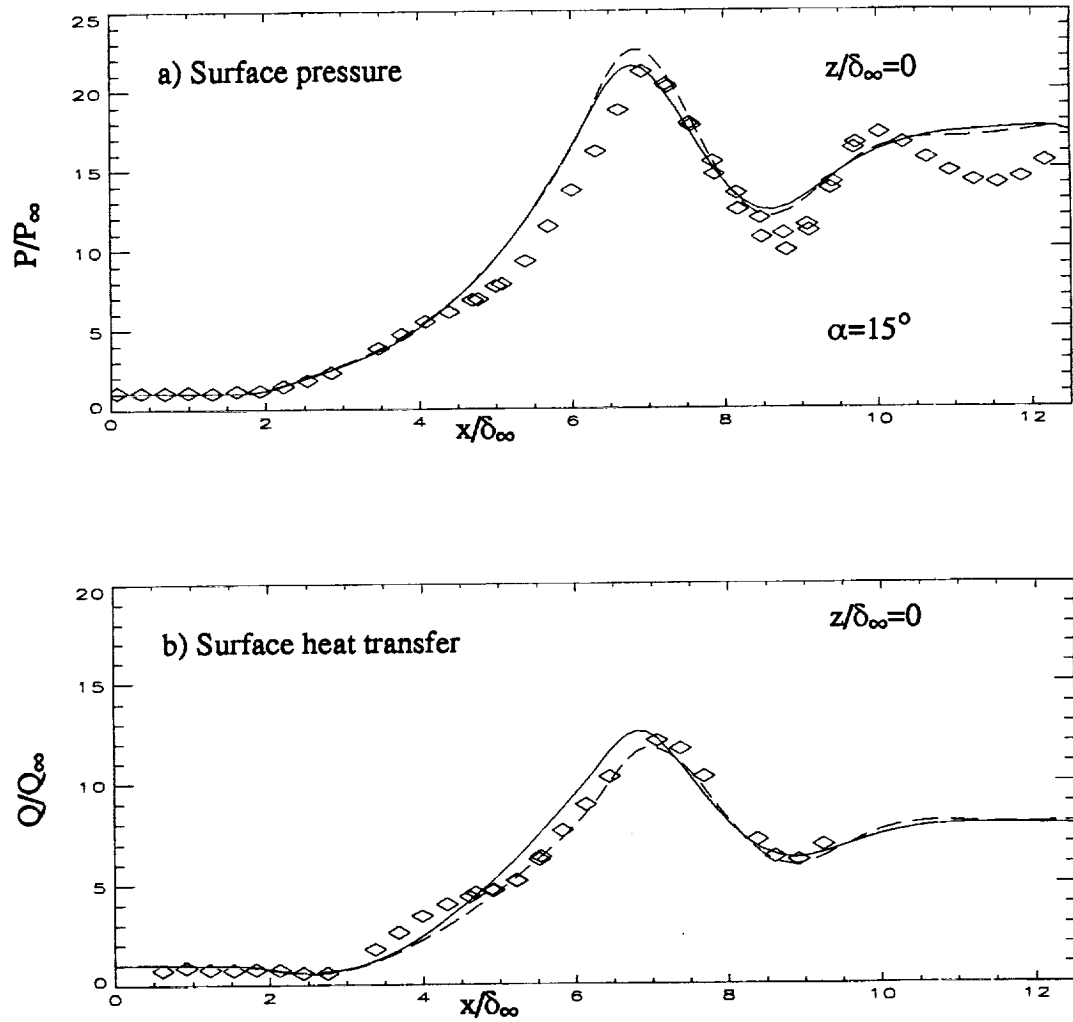 25
20
15
10
5
0
P/P∞
a) Surface pressure
z/δ∞=0
α=15°
0
2
4
6
8
10
12
x/δ∞
20
15
10
5
0
Q/Q∞
b) Surface heat transfer
z/δ∞=0
0
2
4
6
8
10
12
x/δ∞